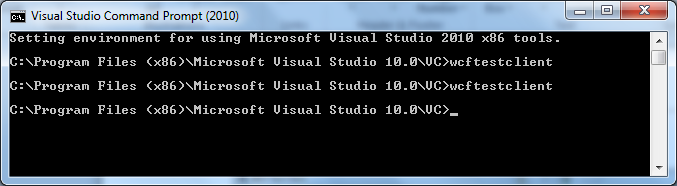 Visual Studio Command Prompt (2010)
Setting environment for using Microsoft Visual Studio 2010 x86 tools.
C:\Program Files (x86)\Microsoft Visual Studio 10.0\VC>wcftestclient
C:\Program Files (x86)\Microsoft Visual Studio 10.0\VC>wcftestclient
C:\Program Files (x86)\Microsoft Visual Studio 10.0\VC>_